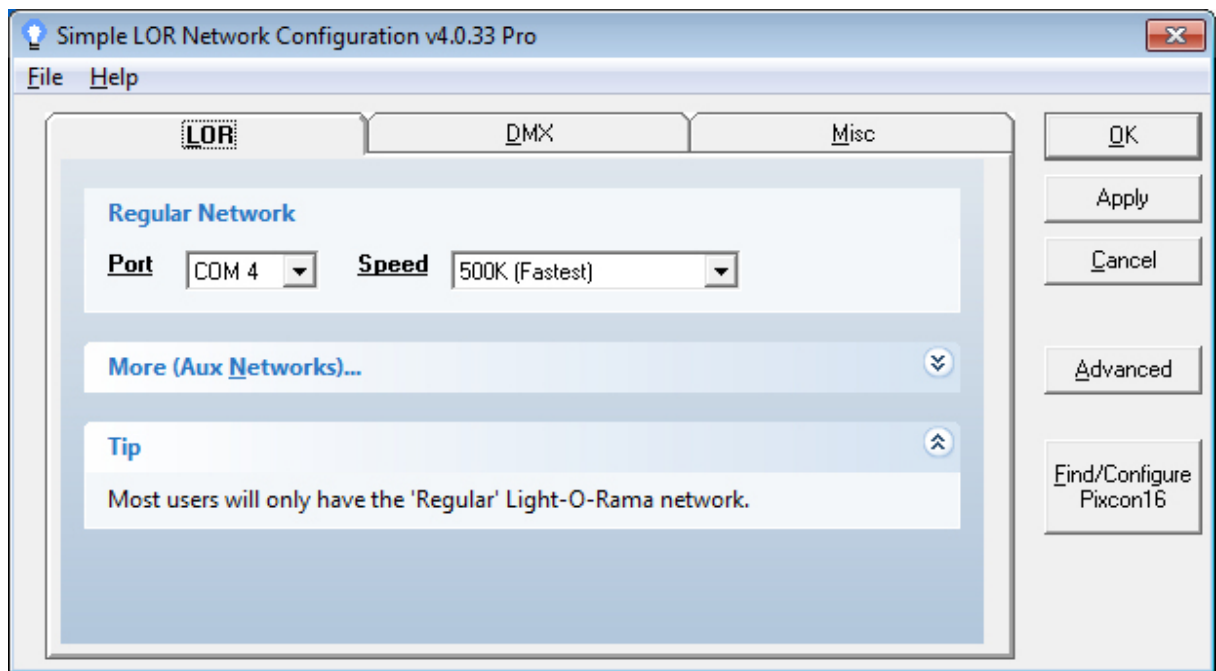 Simple LOR Network Configuration v4.0.33 Pro
File Help
LOR DMX Misc
Regular Network
Port COM 4 Speed 500K (Fastest)
More (Aux Networks)...
Tip
Most users will only have the 'Regular' Light-O-Rama network.
OK
Apply
Cancel
Advanced
Find/Configure
Pixcon16